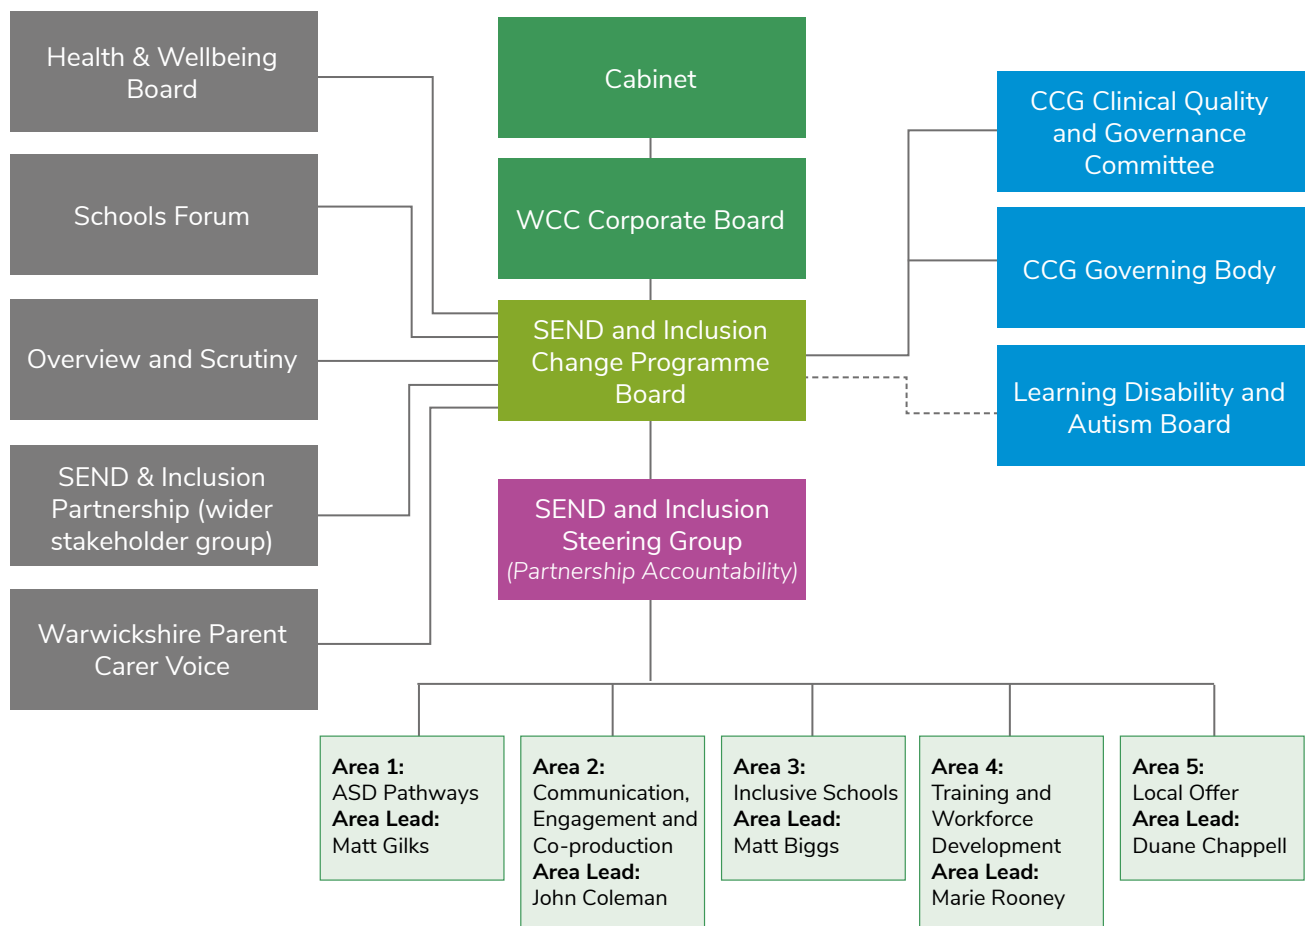 Health & Wellbeing
Board
Schools Forum
Overview and Scrutiny
SEND & Inclusion
Partnership (wider
stakeholder group)
Warwickshire Parent
Carer Voice
Cabinet
WCC Corporate Board
SEND and Inclusion
Change Programme
Board
SEND and Inclusion
Steering Group
(Partnership Accountability)
CCG Clinical Quality
and Governance
Committee
CCG Governing Body
Learning Disability and
Autism Board
Area 1:
ASD Pathways
Area Lead:
Matt Gilks
Area 2:
Communication,
Engagement and
Co-production
Area Lead:
John Coleman
Area 3:
Inclusive Schools
Area Lead:
Matt Biggs
Area 4:
Training and
Workforce
Development
Area Lead:
Marie Rooney
Area 5:
Local Offer
Area Lead:
Duane Chappell